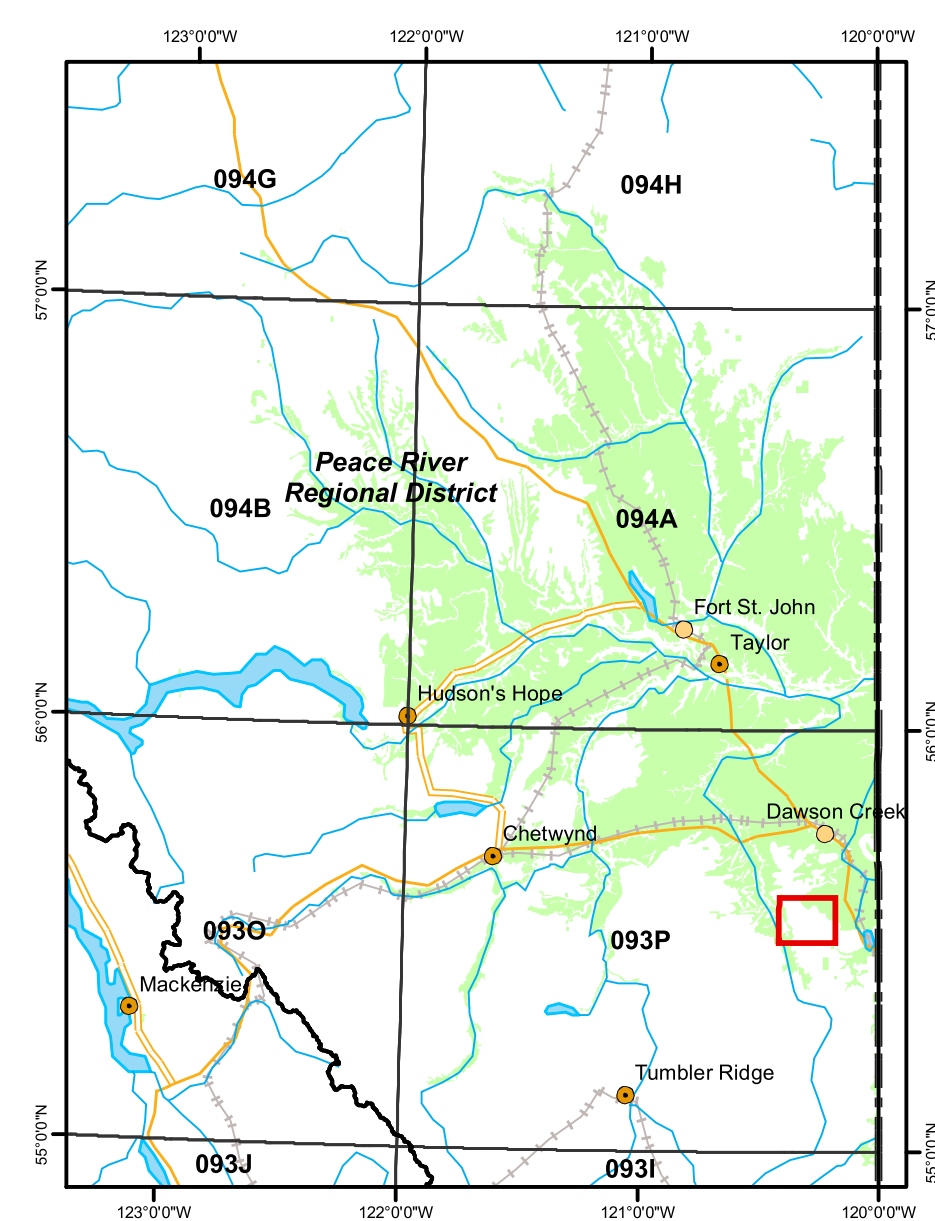 123°0'0"W 122°0'0"W 121°0'0"W 120°0'0"W
094G
094H
57°0'0"N
57°0'0"N
Peace River
Regional District
094B
094A
Fort St. John
Taylor
Hudson's Hope
56°0'0"N
56°0'0"N
Dawson Creek
Chetwynd
093O
093P
Mackenzie
Tumbler Ridge
55°0'0"N
55°0'0"N
093J
093I
123°0'0"W 122°0'0"W 121°0'0"W 120°0'0"W